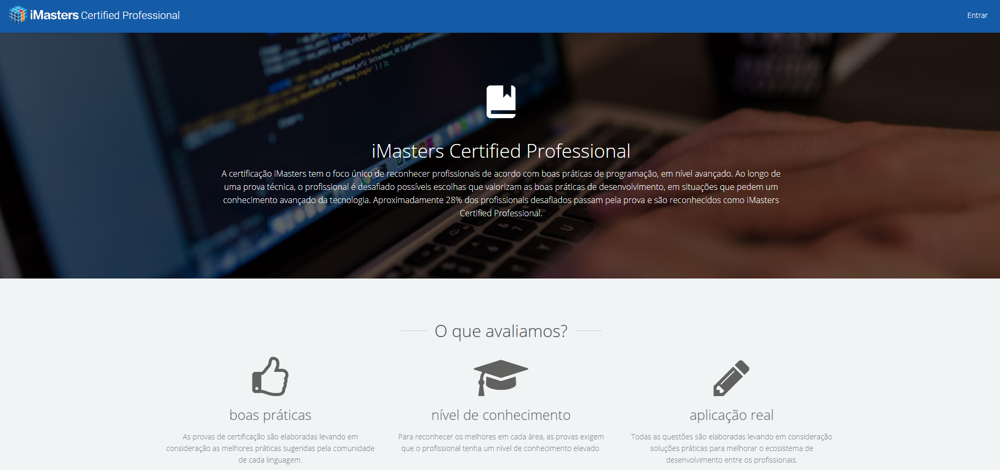 iMasters Certified Professional
Entrar
iMasters Certified Professional
A certificação iMasters tem o foco único de reconhecer profissionais de acordo com boas práticas de programação, em nível avançado. Ao longo de
uma prova técnica, o profissional é desafiado possíveis escolhas que valorizam as boas práticas de desenvolvimento, em situações que pedem um
conhecimento avançado da tecnologia. Aproximadamente 28% dos profissionais desafiados passam pela prova e são reconhecidos como iMasters
Certified Professional.
O que avaliamos?
boas práticas
As provas de certificação são elaboradas levando em
consideração as melhores práticas sugeridas pela comunidade
de cada linguagem.
nível de conhecimento
Para reconhecer os melhores em cada área, as provas exigem
que o profissional tenha um nível de conhecimento elevado.
aplicação real
Todas as questões são elaboradas levando em consideração
soluções práticas para melhorar o ecosistema de
desenvolvimento entre os profissionais.